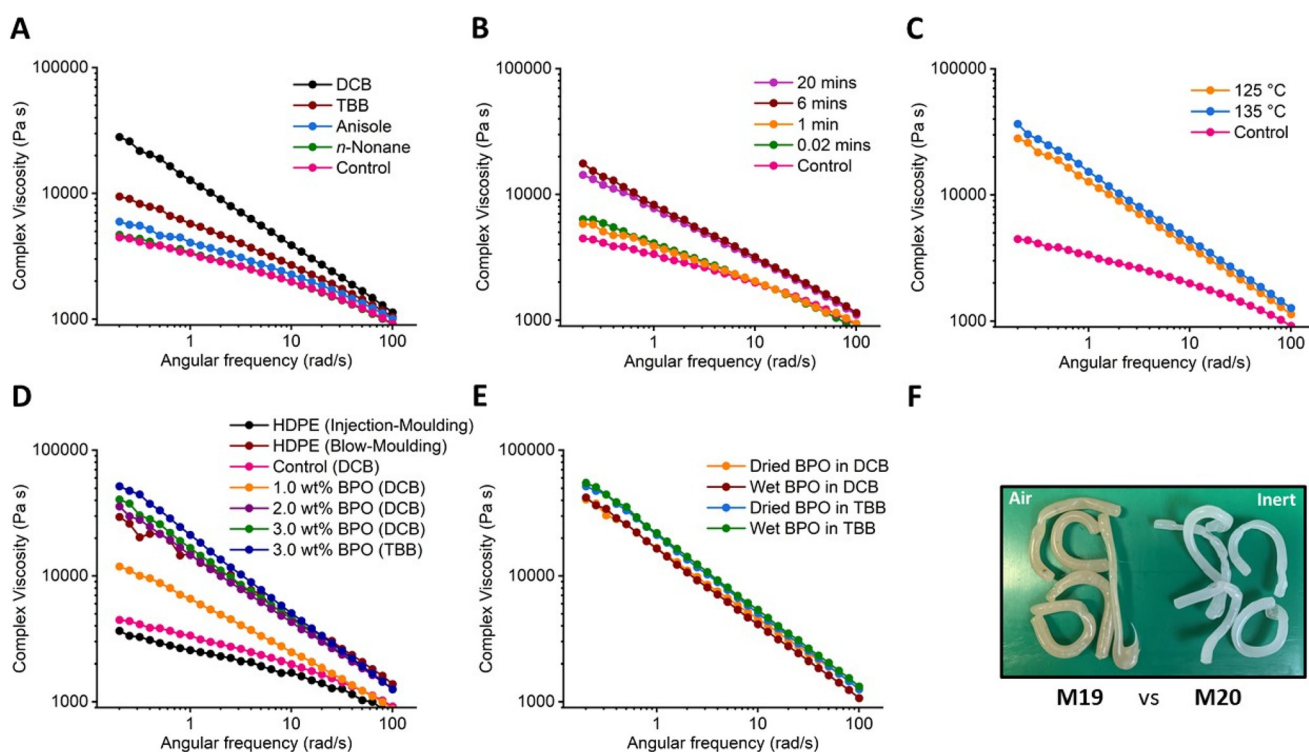 A
Complex Viscosity (Pa s)
100000
10000
1000
1
10
100
Angular frequency (rad/s)
DCB
TBB
Anisole
n-Nonane
Control
B
Complex Viscosity (Pa s)
100000
10000
1000
1
10
100
Angular frequency (rad/s)
20 mins
6 mins
1 min
0.02 mins
Control
C
Complex Viscosity (Pa s)
100000
10000
1000
1
10
100
Angular frequency (rad/s)
125 °C
135 °C
Control
D
Complex Viscosity (Pa s)
100000
10000
1000
1
10
100
Angular frequency (rad/s)
HDPE (Injection-Moulding)
HDPE (Blow-Moulding)
Control (DCB)
1.0 wt% BPO (DCB)
2.0 wt% BPO (DCB)
3.0 wt% BPO (DCB)
3.0 wt% BPO (TBB)
E
Complex Viscosity (Pa s)
100000
10000
1000
1
10
100
Angular frequency (rad/s)
Dried BPO in DCB
Wet BPO in DCB
Dried BPO in TBB
Wet BPO in TBB
F
Air
Inert
M19 vs M20